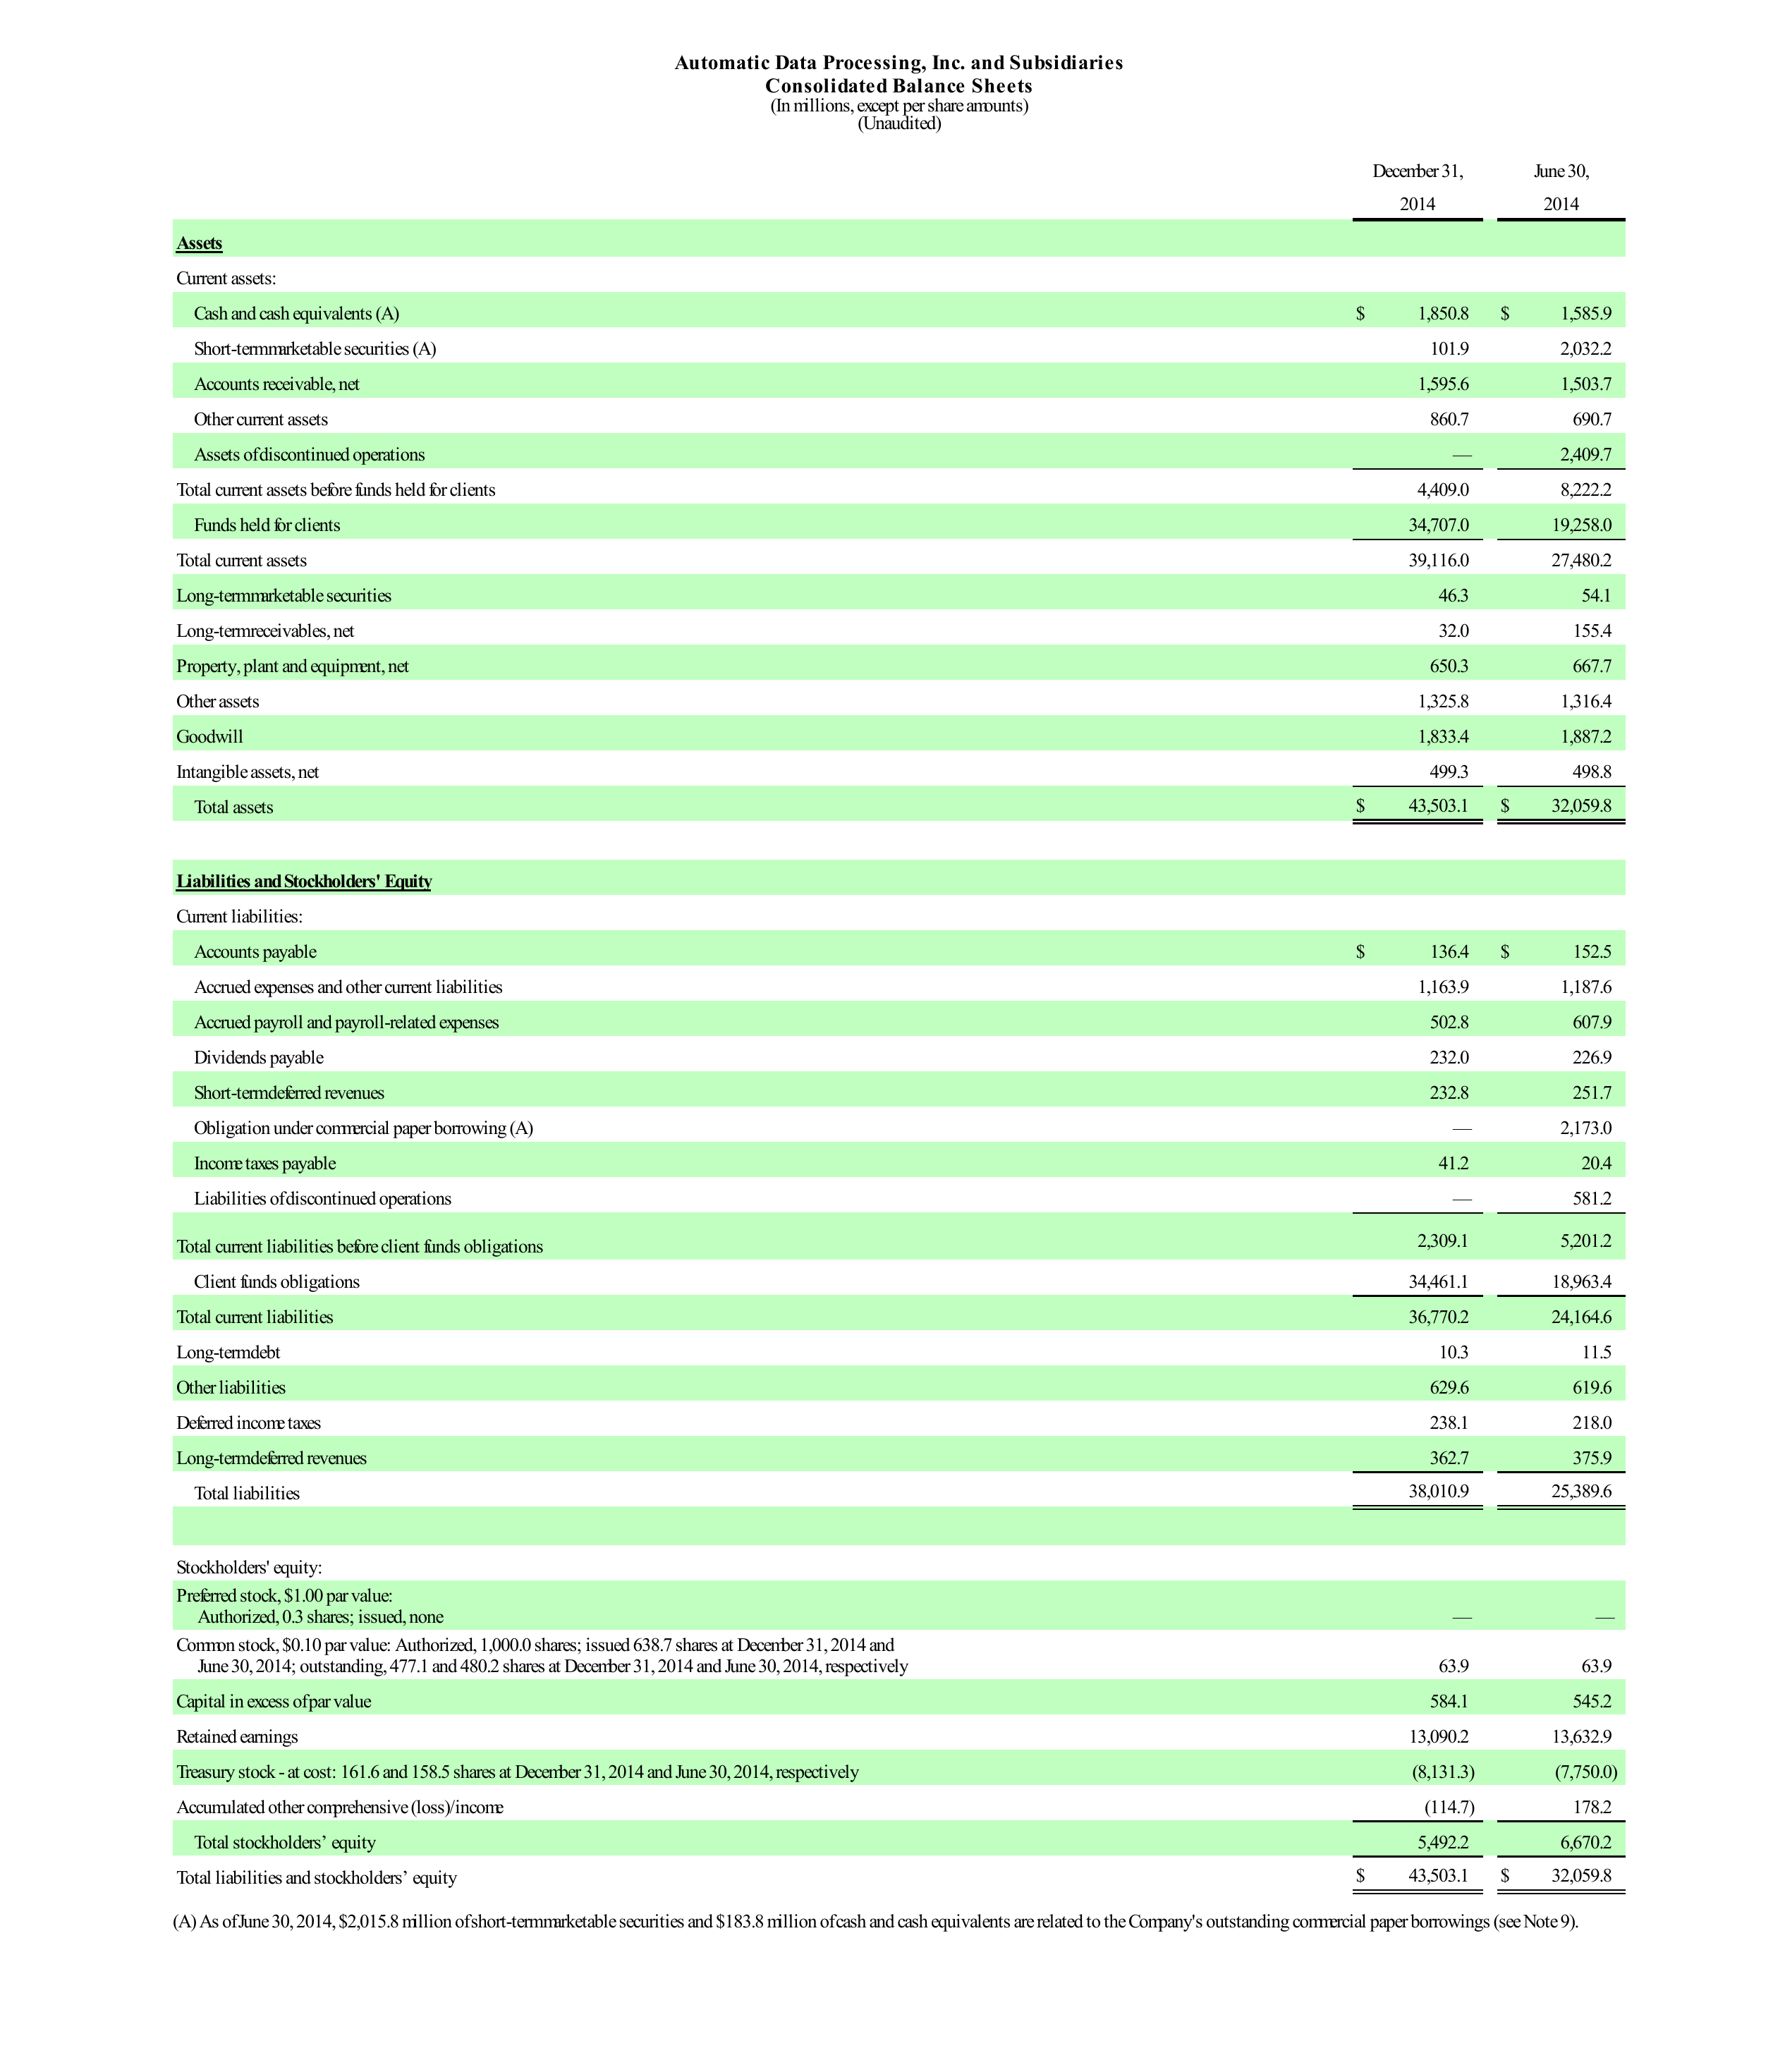 Automatic Data Processing, Inc. and Subsidiaries
Consolidated Balance Sheets
(In millions, except per share amounts)
(Unaudited)
December 31, June 30,
2014 2014
Assets
Current assets:
Cash and cash equivalents (A) $ 1,850.8 $ 1,585.9
Short-term marketable securities (A) 101.9 2,032.2
Accounts receivable, net 1,595.6 1,503.7
Other current assets 860.7 690.7
Assets of discontinued operations — 2,409.7
Total current assets before funds held for clients 4,409.0 8,222.2
Funds held for clients 34,707.0 19,258.0
Total current assets 39,116.0 27,480.2
Long-term marketable securities 46.3 54.1
Long-term receivables, net 32.0 155.4
Property, plant and equipment, net 650.3 667.7
Other assets 1,325.8 1,316.4
Goodwill 1,833.4 1,887.2
Intangible assets, net 499.3 498.8
Total assets $ 43,503.1 $ 32,059.8
Liabilities and Stockholders' Equity
Current liabilities:
Accounts payable $ 136.4 $ 152.5
Accrued expenses and other current liabilities 1,163.9 1,187.6
Accrued payroll and payroll-related expenses 502.8 607.9
Dividends payable 232.0 226.9
Short-term deferred revenues 232.8 251.7
Obligation under commercial paper borrowing (A) — 2,173.0
Income taxes payable 41.2 20.4
Liabilities of discontinued operations — 581.2
Total current liabilities before client funds obligations 2,309.1 5,201.2
Client funds obligations 34,461.1 18,963.4
Total current liabilities 36,770.2 24,164.6
Long-term debt 10.3 11.5
Other liabilities 629.6 619.6
Deferred income taxes 238.1 218.0
Long-term deferred revenues 362.7 375.9
Total liabilities 38,010.9 25,389.6
Stockholders' equity:
Preferred stock, $1.00 par value:
Authorized, 0.3 shares; issued, none — —
Common stock, $0.10 par value: Authorized, 1,000.0 shares; issued 638.7 shares at December 31, 2014 and
June 30, 2014; outstanding, 477.1 and 480.2 shares at December 31, 2014 and June 30, 2014, respectively 63.9 63.9
Capital in excess of par value 584.1 545.2
Retained earnings 13,090.2 13,632.9
Treasury stock - at cost: 161.6 and 158.5 shares at December 31, 2014 and June 30, 2014, respectively (8,131.3) (7,750.0)
Accumulated other comprehensive (loss)/income (114.7) 178.2
Total stockholders’ equity 5,492.2 6,670.2
Total liabilities and stockholders’ equity $ 43,503.1 $ 32,059.8
(A) As of June 30, 2014, $2,015.8 million of short-term marketable securities and $183.8 million of cash and cash equivalents are related to the Company's outstanding commercial paper borrowings (see Note 9).